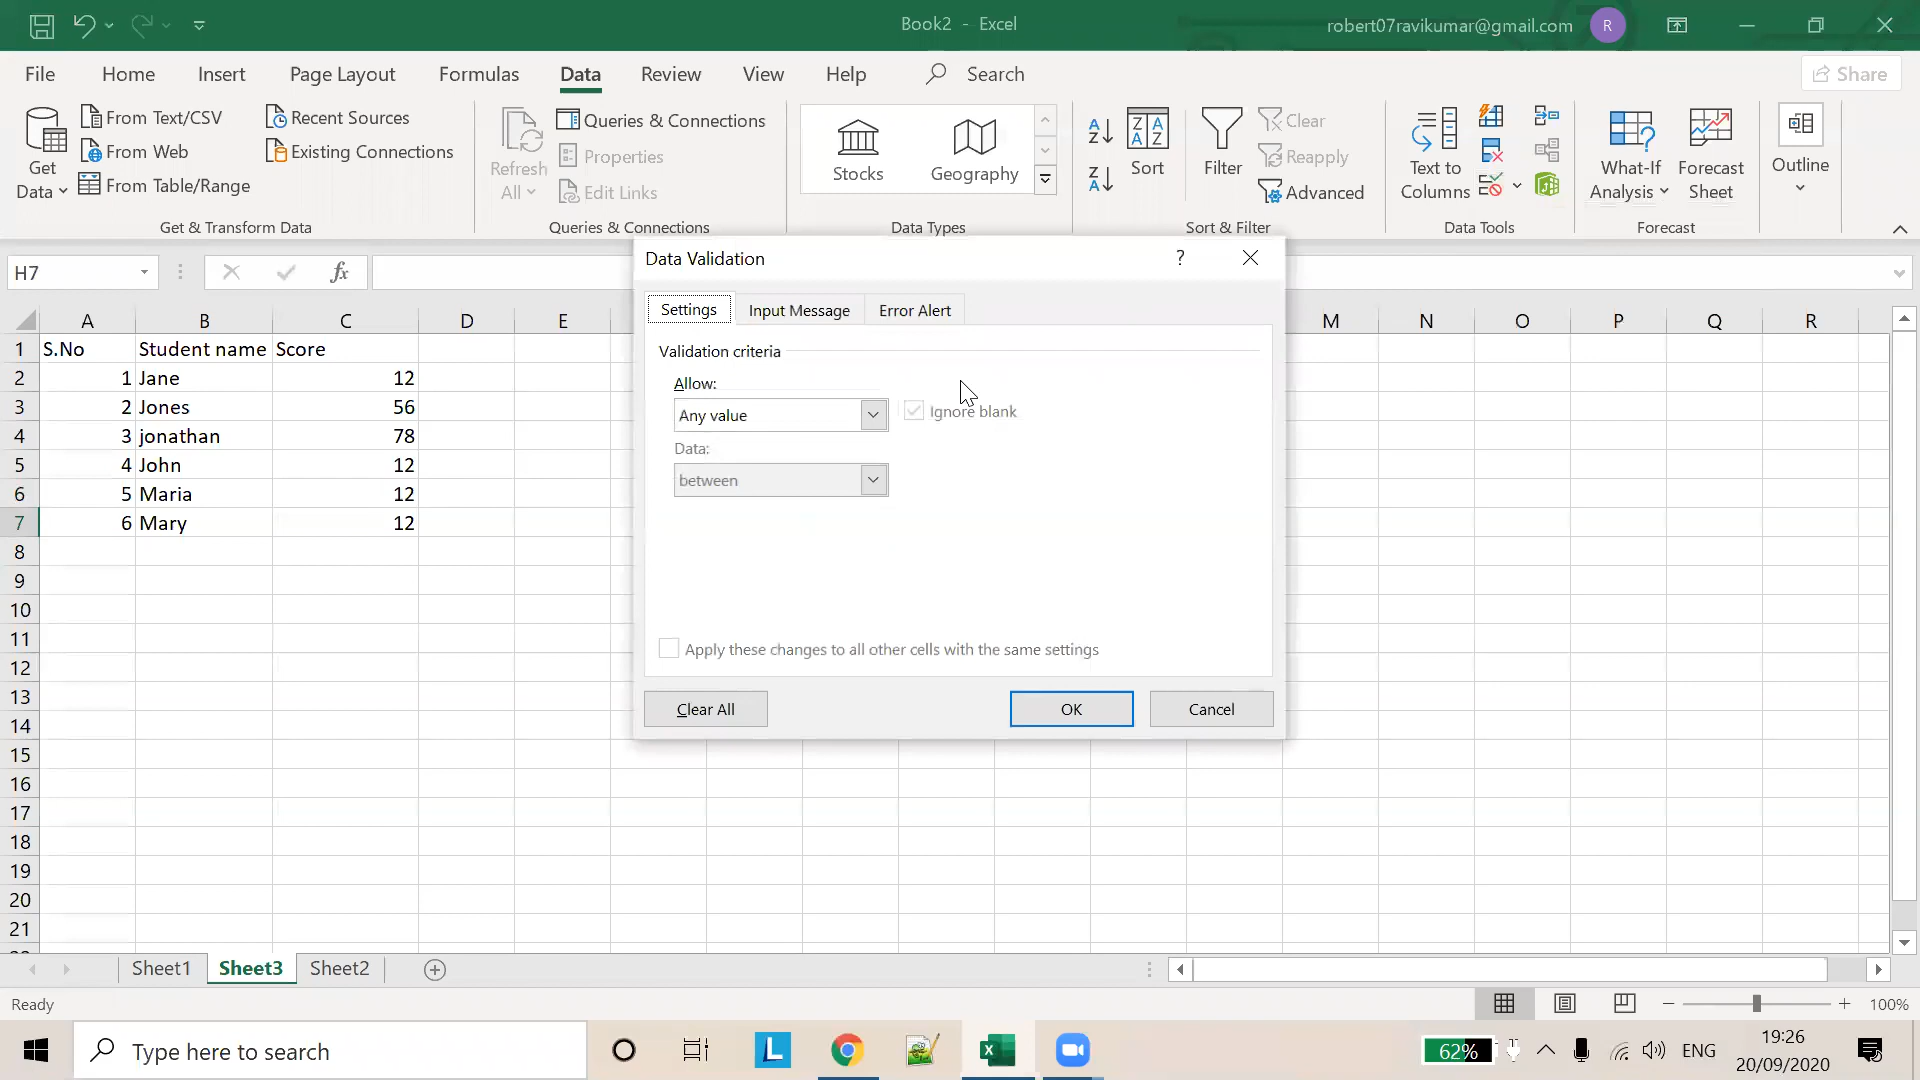 Book2 - Excel
robert07ravikumar@gmail.com R
File Home Insert Page Layout Formulas Data Review View Help Search Share
Get Data
From Text/CSV
From Web
From Table/Range
Recent Sources
Existing Connections
Get & Transform Data
Refresh All
Queries & Connections
Properties
Edit Links
Queries & Connections
Stocks
Geography
Data Types
Sort
Filter
Clear
Reapply
Advanced
Sort & Filter
Text to Columns
Data Tools
What-If Analysis
Forecast Sheet
Forecast
Outline
H7
fx
A B C D E M N O P Q R
1 S.No Student name Score
2 1 Jane 12
3 2 Jones 56
4 3 jonathan 78
5 4 John 12
6 5 Maria 12
7 6 Mary 12
8
9
10
11
12
13
14
15
16
17
18
19
20
21
Data Validation ?
Settings Input Message Error Alert
Validation criteria
Allow:
Any value
Ignore blank
Data:
between
Apply these changes to all other cells with the same settings
Clear All OK Cancel
Sheet1 Sheet3 Sheet2
Ready
100%
Type here to search
L
62%
ENG
19:26
20/09/2020